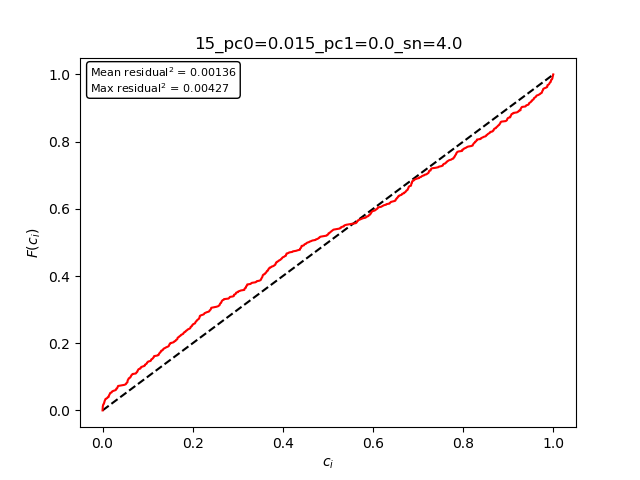 15_pc0=0.015_pc1=0.0_sn=4.0
Mean residual² = 0.00136
Max residual² = 0.00427
1.0
0.8
0.6
0.4
0.2
0.0
F(cᵢ)
0.0 0.2 0.4 0.6 0.8 1.0
cᵢ